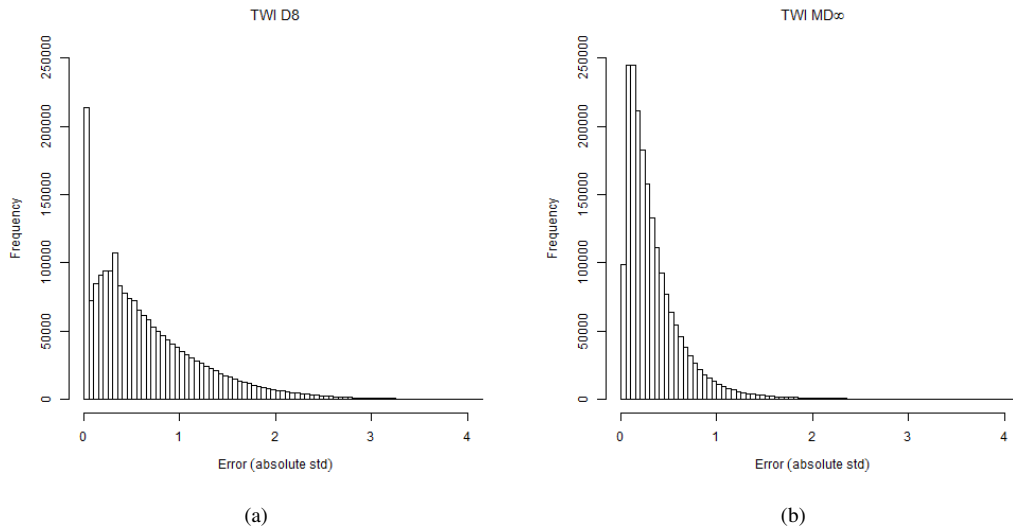 TWI D8
250000
200000
150000
100000
50000
0
Frequency
0 1 2 3 4
Error (absolute std)
(a)
TWI MD∞
250000
200000
150000
100000
50000
0
Frequency
0 1 2 3 4
Error (absolute std)
(b)